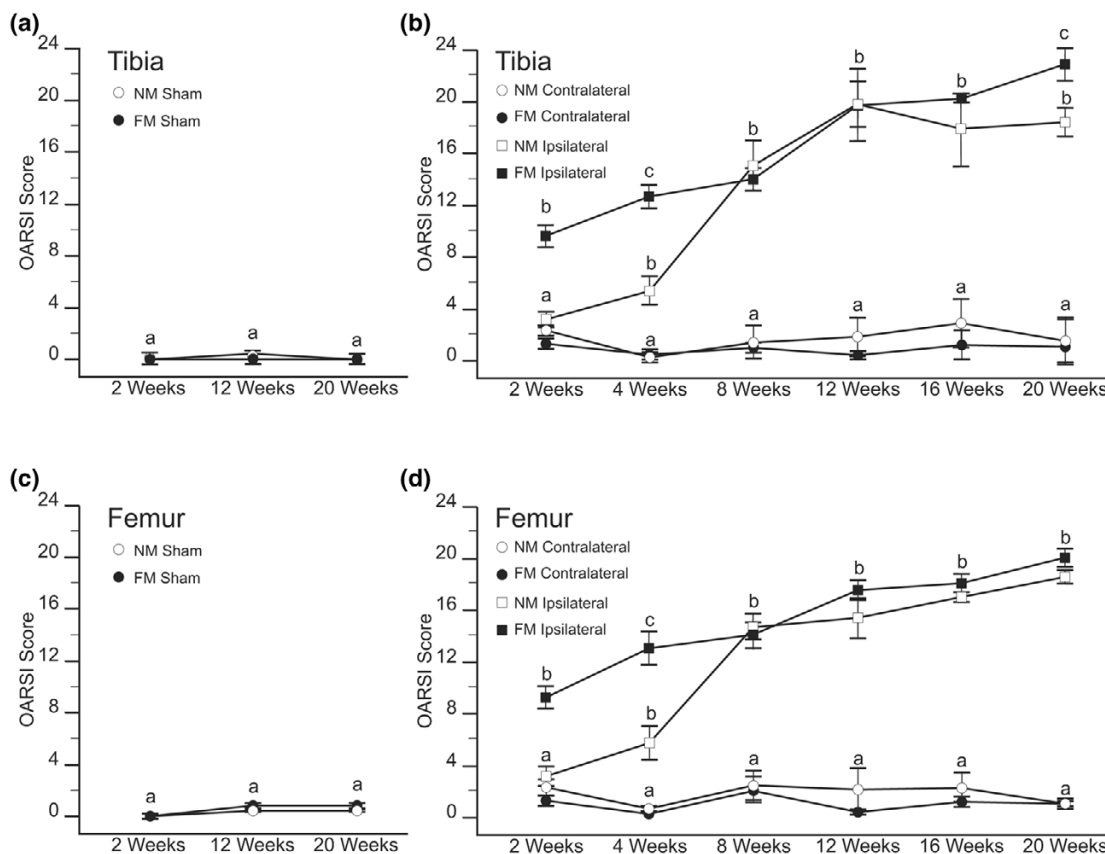 (a)
Tibia
NM Sham
FM Sham
OARSI Score
24
20
16
12
8
4
0
a
a
a
2 Weeks
12 Weeks
20 Weeks
(b)
Tibia
NM Contralateral
FM Contralateral
NM Ipsilateral
FM Ipsilateral
OARSI Score
24
20
16
12
8
4
0
b
c
b
b
b
c
b
a
b
a
a
a
a
a
a
2 Weeks
4 Weeks
8 Weeks
12 Weeks
16 Weeks
20 Weeks
(c)
Femur
NM Sham
FM Sham
OARSI Score
24
20
16
12
8
4
0
a
a
a
2 Weeks
12 Weeks
20 Weeks
(d)
Femur
NM Contralateral
FM Contralateral
NM Ipsilateral
FM Ipsilateral
OARSI Score
24
20
16
12
8
4
0
b
c
b
b
b
b
a
b
a
a
a
a
a
2 Weeks
4 Weeks
8 Weeks
12 Weeks
16 Weeks
20 Weeks